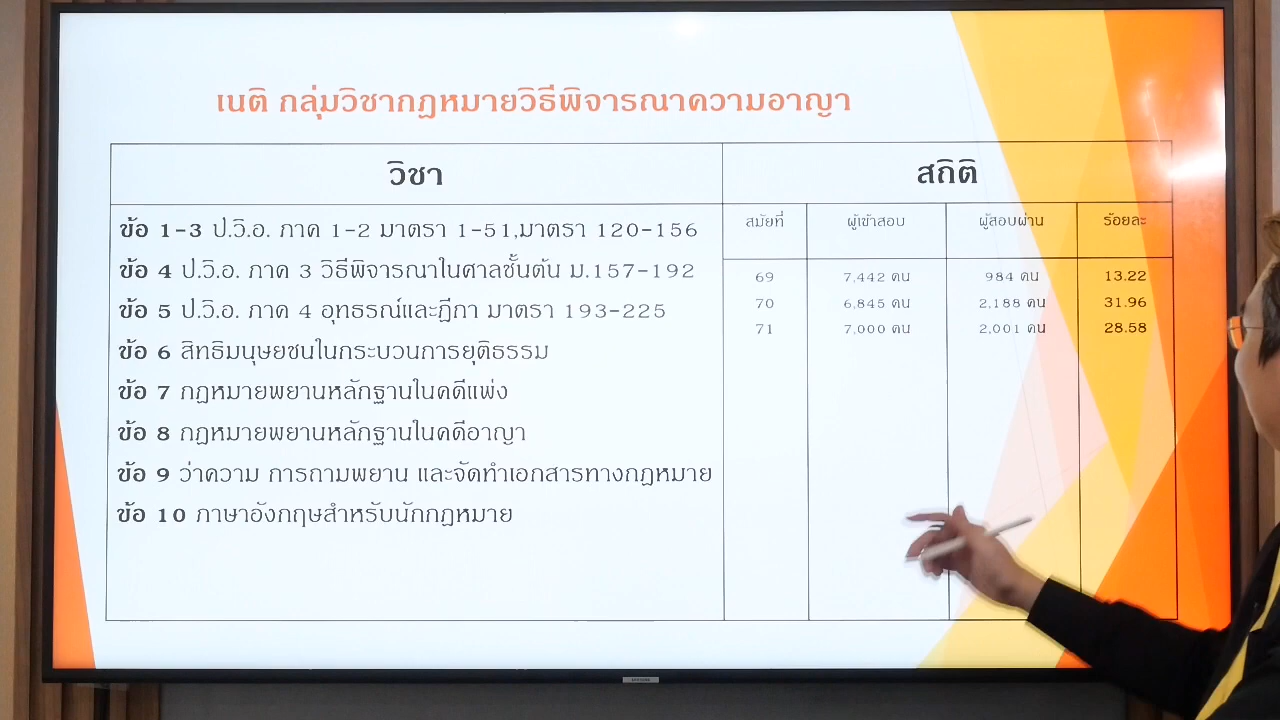 เนติ กลุ่มวิชากฎหมายวิธีพิจารณาความอาญา
วิชา
สถิติ
ข้อ 1-3 ป.วิ.อ. ภาค 1-2 มาตรา 1-51,มาตรา 120-156
ข้อ 4 ป.วิ.อ. ภาค 3 วิธีพิจารณาในศาลชั้นต้น ม.157-192
ข้อ 5 ป.วิ.อ. ภาค 4 อุทธรณ์และฎีกา มาตรา 193-225
ข้อ 6 สิทธิมนุษยชนในกระบวนการยุติธรรม
ข้อ 7 กฎหมายพยานหลักฐานในคดีแพ่ง
ข้อ 8 กฎหมายพยานหลักฐานในคดีอาญา
ข้อ 9 ว่าความ การถามพยาน และจัดทำเอกสารทางกฎหมาย
ข้อ 10 ภาษาอังกฤษสำหรับนักกฎหมาย
สมัยที่ ผู้เข้าสอบ ผู้สอบผ่าน ร้อยละ
69 7,442 คน 984 คน 13.22
70 6,845 คน 2,188 คน 31.96
71 7,000 คน 2,001 คน 28.58
SAMSUNG